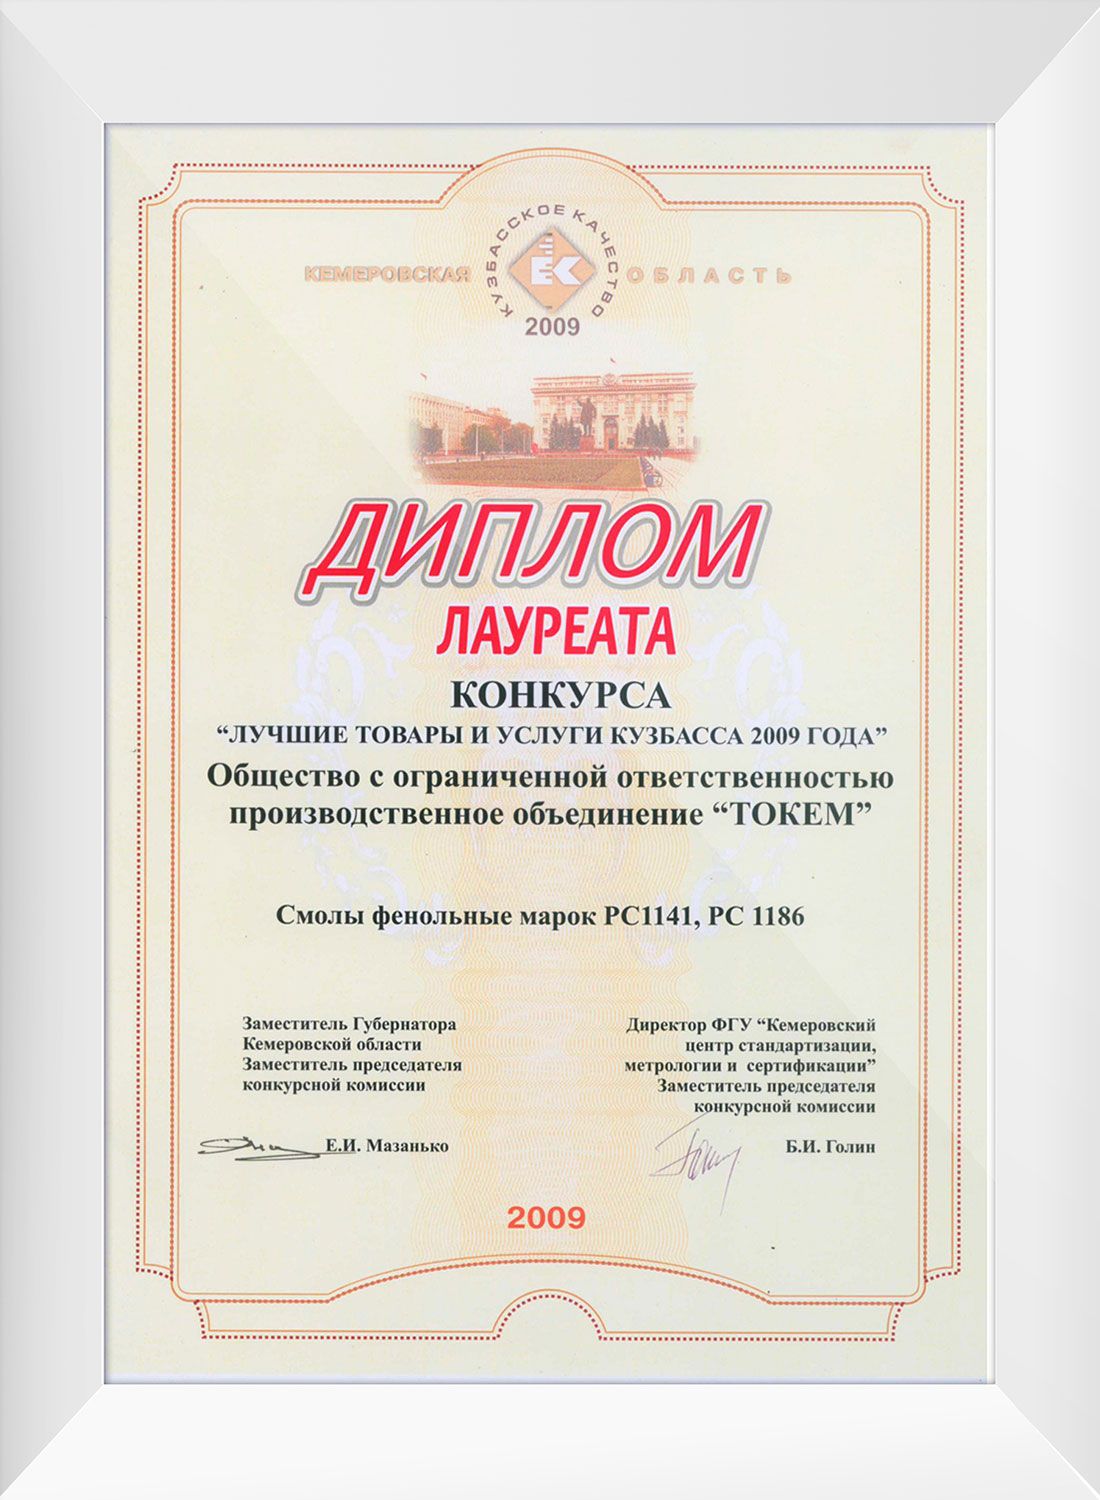 КУЗБАССКОЕ КАЧЕСТВО
КЕМЕРОВСКАЯ ЕК ОБЛАСТЬ
2009
ДИПЛОМ
ЛАУРЕАТА
КОНКУРСА
“ЛУЧШИЕ ТОВАРЫ И УСЛУГИ КУЗБАССА 2009 ГОДА”
Общество с ограниченной ответственностью
производственное объединение “ТОКЕМ”
Смолы фенольные марок РС1141, РС 1186
Заместитель Губернатора
Кемеровской области
Заместитель председателя
конкурсной комиссии
Е.И. Мазанько
Директор ФГУ “Кемеровский
центр стандартизации,
метрологии и сертификации”
Заместитель председателя
конкурсной комиссии
Б.И. Голин
2009